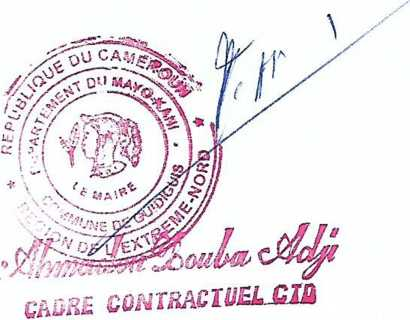 REPUBLIQUE DU CAMEROUN
DEPARTEMENT DU MAYO-KANI
LE MAIRE
COMMUNE DE GUIDIGUIS
REGION DE L'EXTREME-NORD
Bouba Adji
CADRE CONTRACTUEL CTD